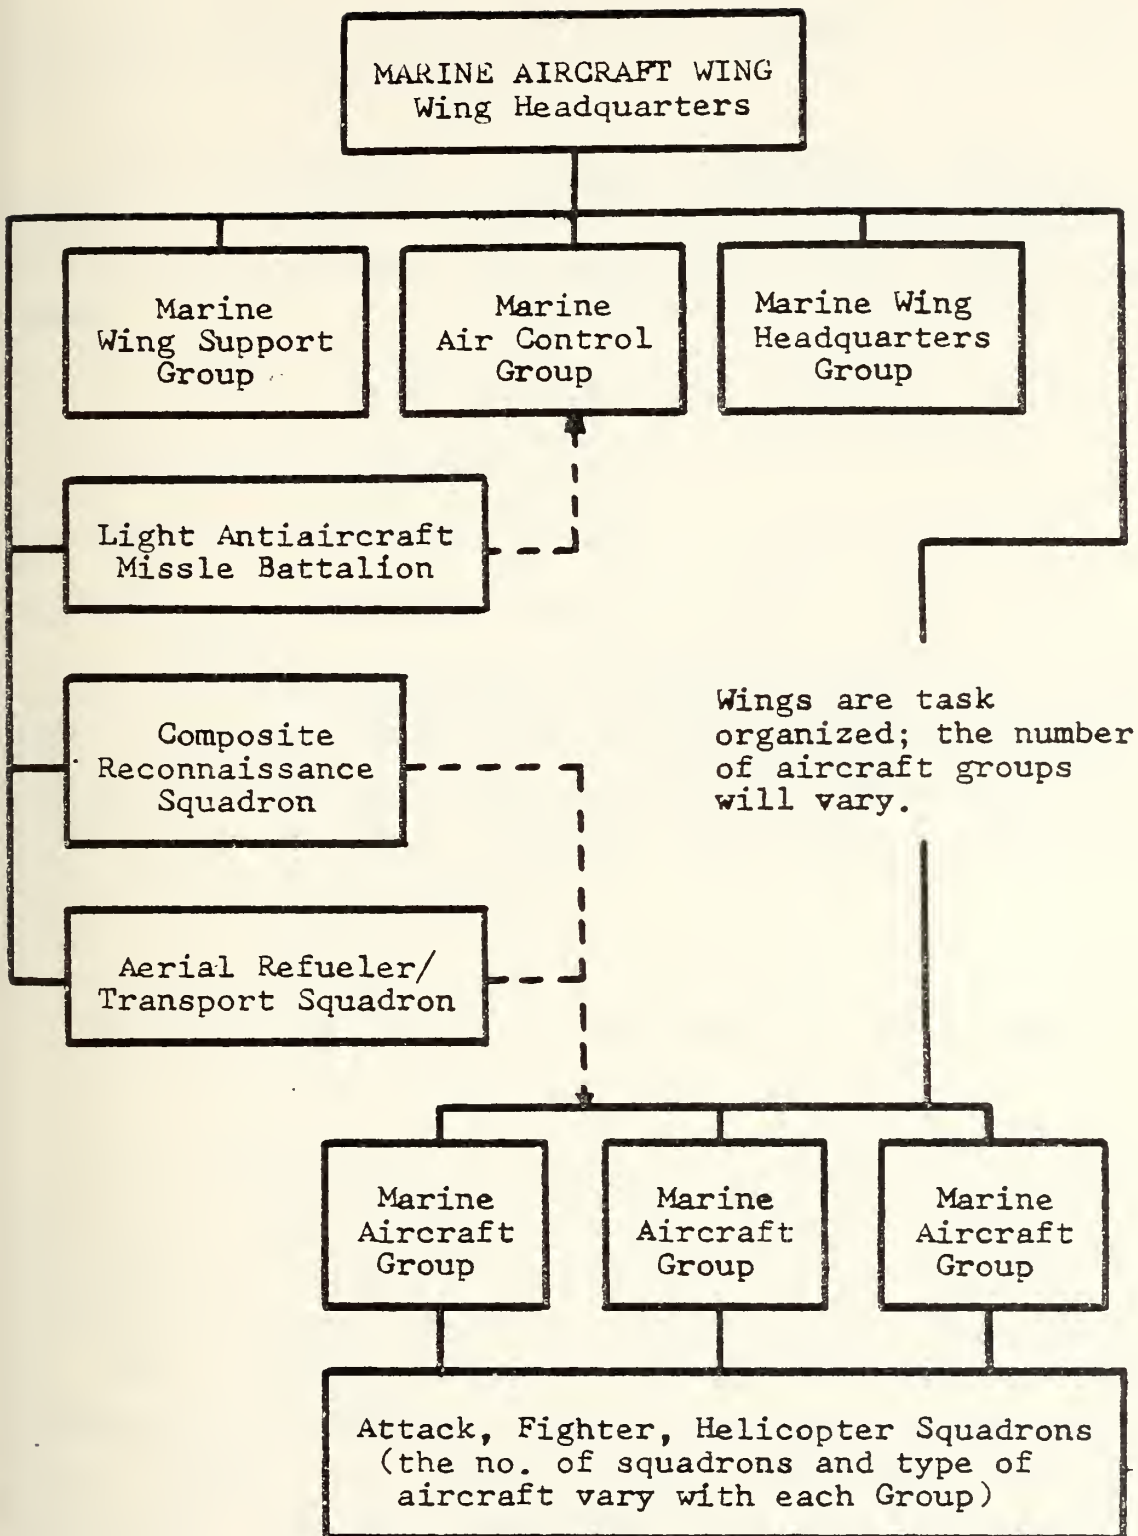 MARINE AIRCRAFT WING
Wing Headquarters
Marine
Wing Support
Group
Marine
Air Control
Group
Marine Wing
Headquarters
Group
Light Antiaircraft
Missle Battalion
Composite
Reconnaissance
Squadron
Wings are task
organized; the number
of aircraft groups
will vary.
Aerial Refueler/
Transport Squadron
Marine
Aircraft
Group
Marine
Aircraft
Group
Marine
Aircraft
Group
Attack, Fighter, Helicopter Squadrons
(the no. of squadrons and type of
aircraft vary with each Group)